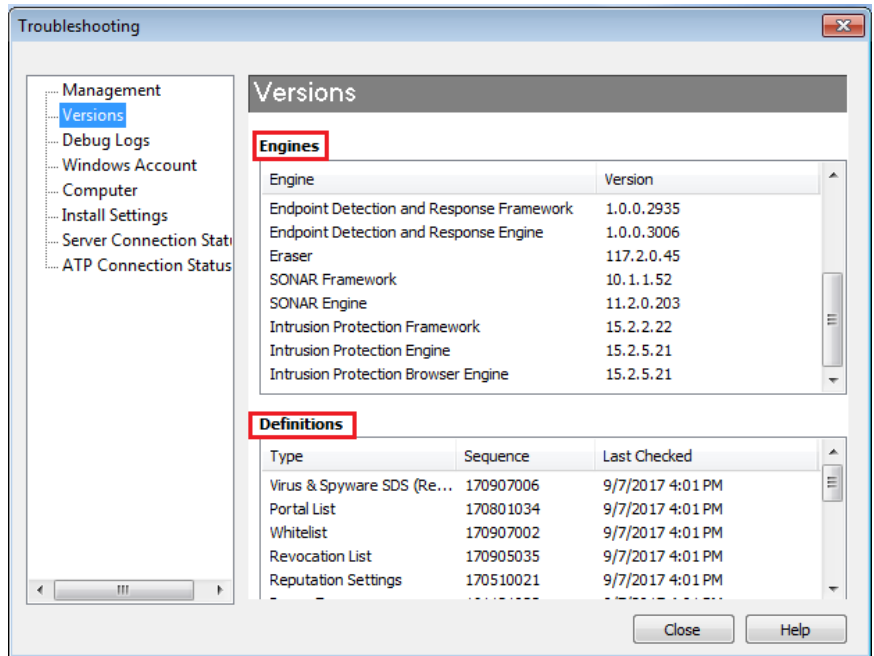 Troubleshooting
Management
Versions
Debug Logs
Windows Account
Computer
Install Settings
Server Connection Stat
ATP Connection Status
Versions
Engines
Engine Version
Endpoint Detection and Response Framework 1.0.0.2935
Endpoint Detection and Response Engine 1.0.0.3006
Eraser 117.2.0.45
SONAR Framework 10.1.1.52
SONAR Engine 11.2.0.203
Intrusion Protection Framework 15.2.2.22
Intrusion Protection Engine 15.2.5.21
Intrusion Protection Browser Engine 15.2.5.21
Definitions
Type Sequence Last Checked
Virus & Spyware SDS (Re... 170907006 9/7/2017 4:01 PM
Portal List 170801034 9/7/2017 4:01 PM
Whitelist 170907002 9/7/2017 4:01 PM
Revocation List 170905035 9/7/2017 4:01 PM
Reputation Settings 170510021 9/7/2017 4:01 PM
Close Help